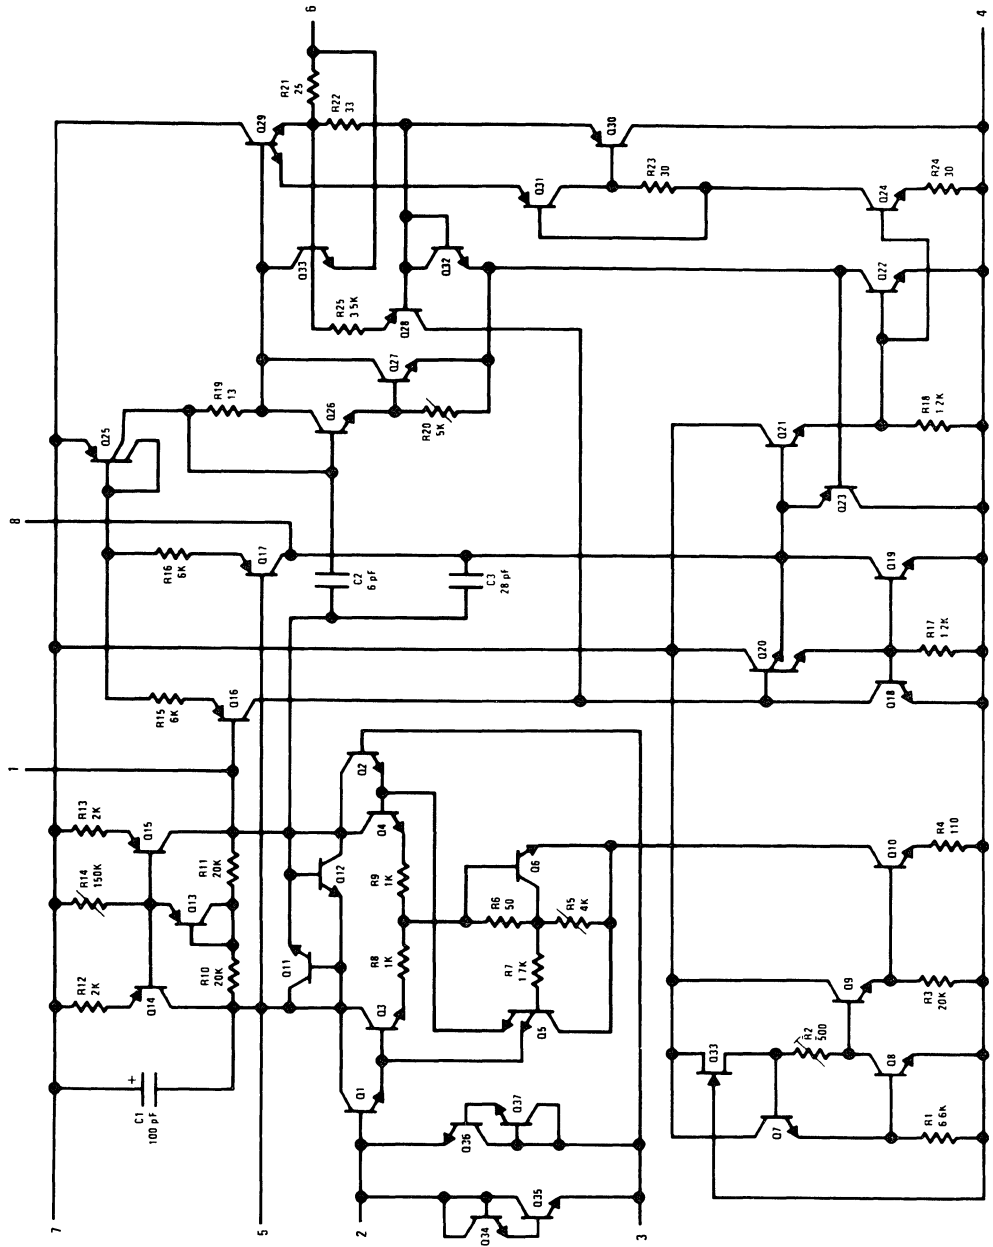 6
4
R21
25
Q29
R22
33
Q30
Q31
R23
30
Q24
R24
30
Q33
Q32
Q22
R25
3 5K
Q28
Q27
R19
13
Q26
R20
5K
Q25
Q21
R18
1 2K
Q23
8
R16
6K
Q17
C2
6 pF
C3
28 pF
Q19
Q20
R17
1 2K
Q18
R15
6K
Q16
1
Q2
R13
2K
Q15
R14
150K
R11
20K
Q13
R10
20K
Q12
Q4
R9
1K
R6
50
Q6
R5
4K
Q10
R4
110
R12
2K
Q14
Q11
Q3
R8
1K
R7
1 7K
Q5
Q9
R3
20K
C1
+
100 pF
Q1
Q33
R2
500
Q8
Q7
R1
6 6K
Q36
Q37
Q34
Q35
7
5
2
3